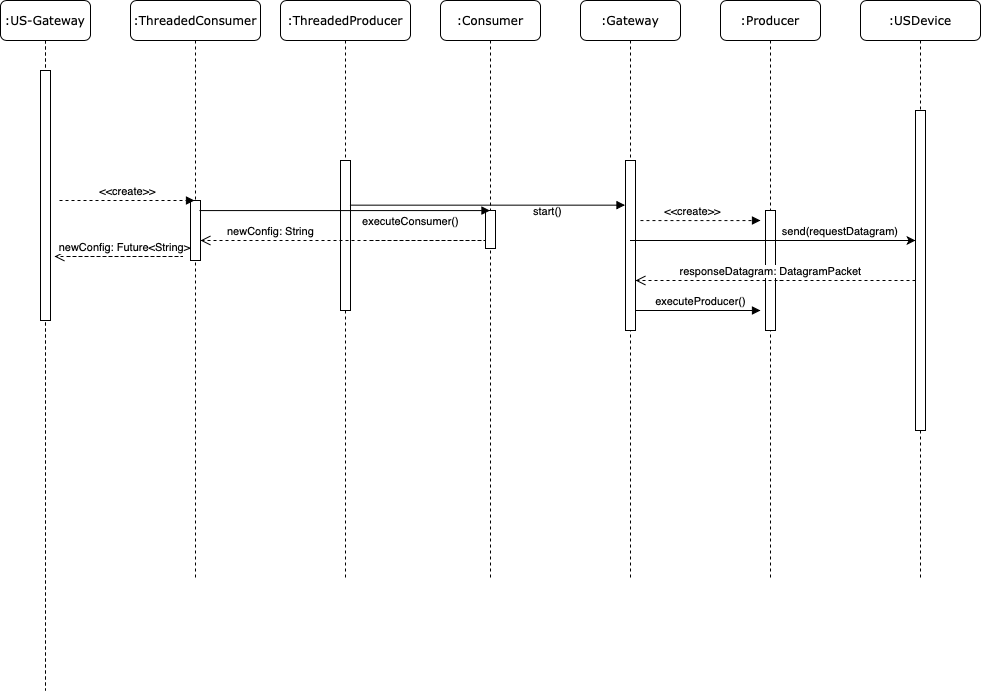 :US-Gateway
:ThreadedConsumer
:ThreadedProducer
:Consumer
:Gateway
:Producer
:USDevice
<<create>>
start()
<<create>>
executeConsumer()
newConfig: String
send(requestDatagram)
newConfig: Future<String>
responseDatagram: DatagramPacket
executeProducer()